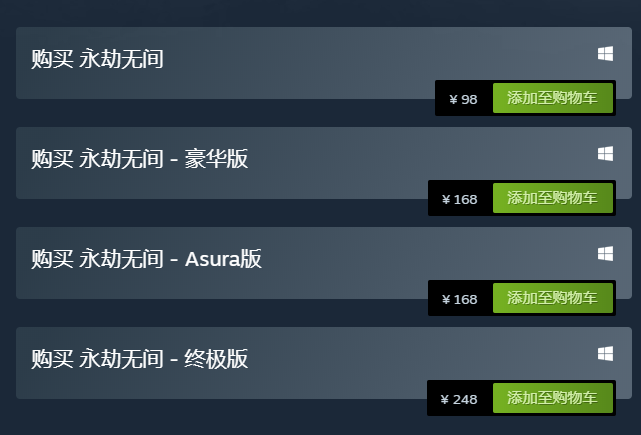 购买 永劫无间
¥ 98 添加至购物车
购买 永劫无间 - 豪华版
¥ 168 添加至购物车
购买 永劫无间 - Asura版
¥ 168 添加至购物车
购买 永劫无间 - 终极版
¥ 248 添加至购物车